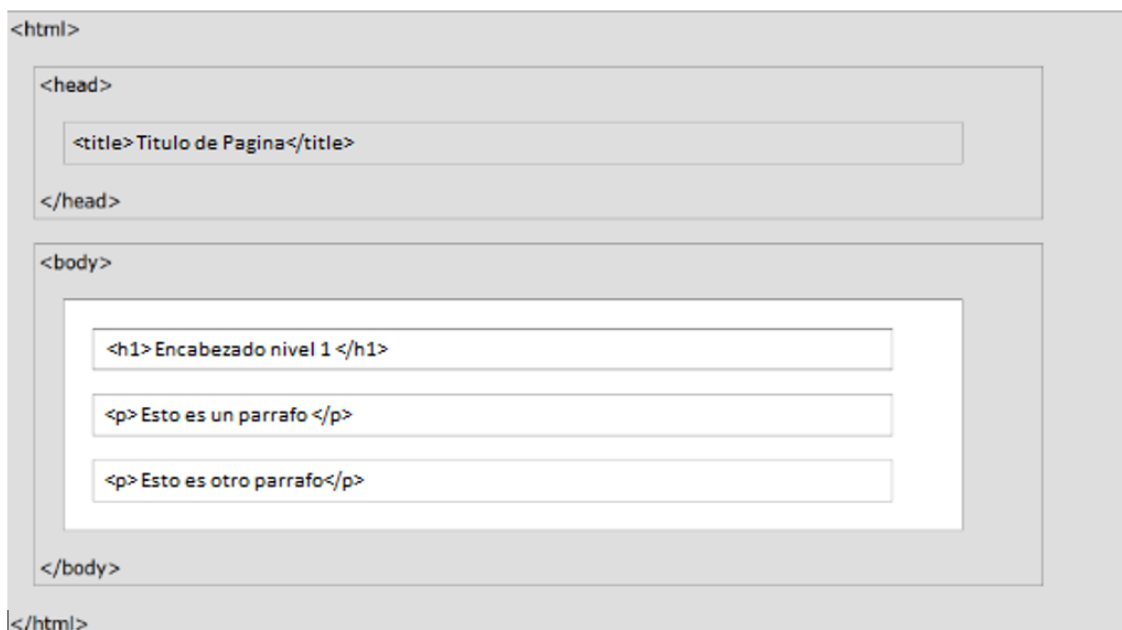 <html>
<head>
<title>Titulo de Pagina</title>
</head>
<body>
<h1> Encabezado nivel 1 </h1>
<p> Esto es un parrafo </p>
<p> Esto es otro parrafo</p>
</body>
</html>